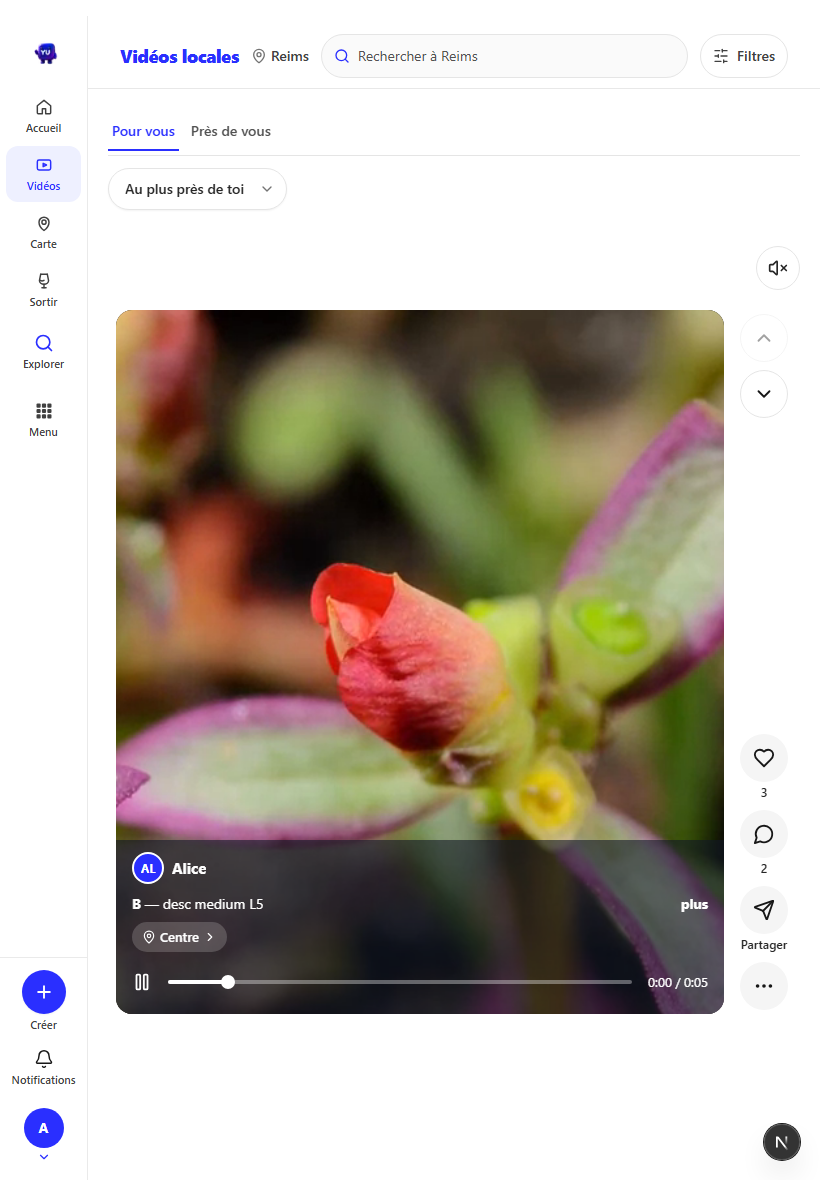 YU
Vidéos locales
Reims
Rechercher à Reims
Filtres
Accueil
Vidéos
Carte
Sortir
Explorer
Menu
Pour vous
Près de vous
Au plus près de toi
3
2
Partager
AL
Alice
B — desc medium L5
plus
Centre
0:00 / 0:05
Créer
Notifications
A
N